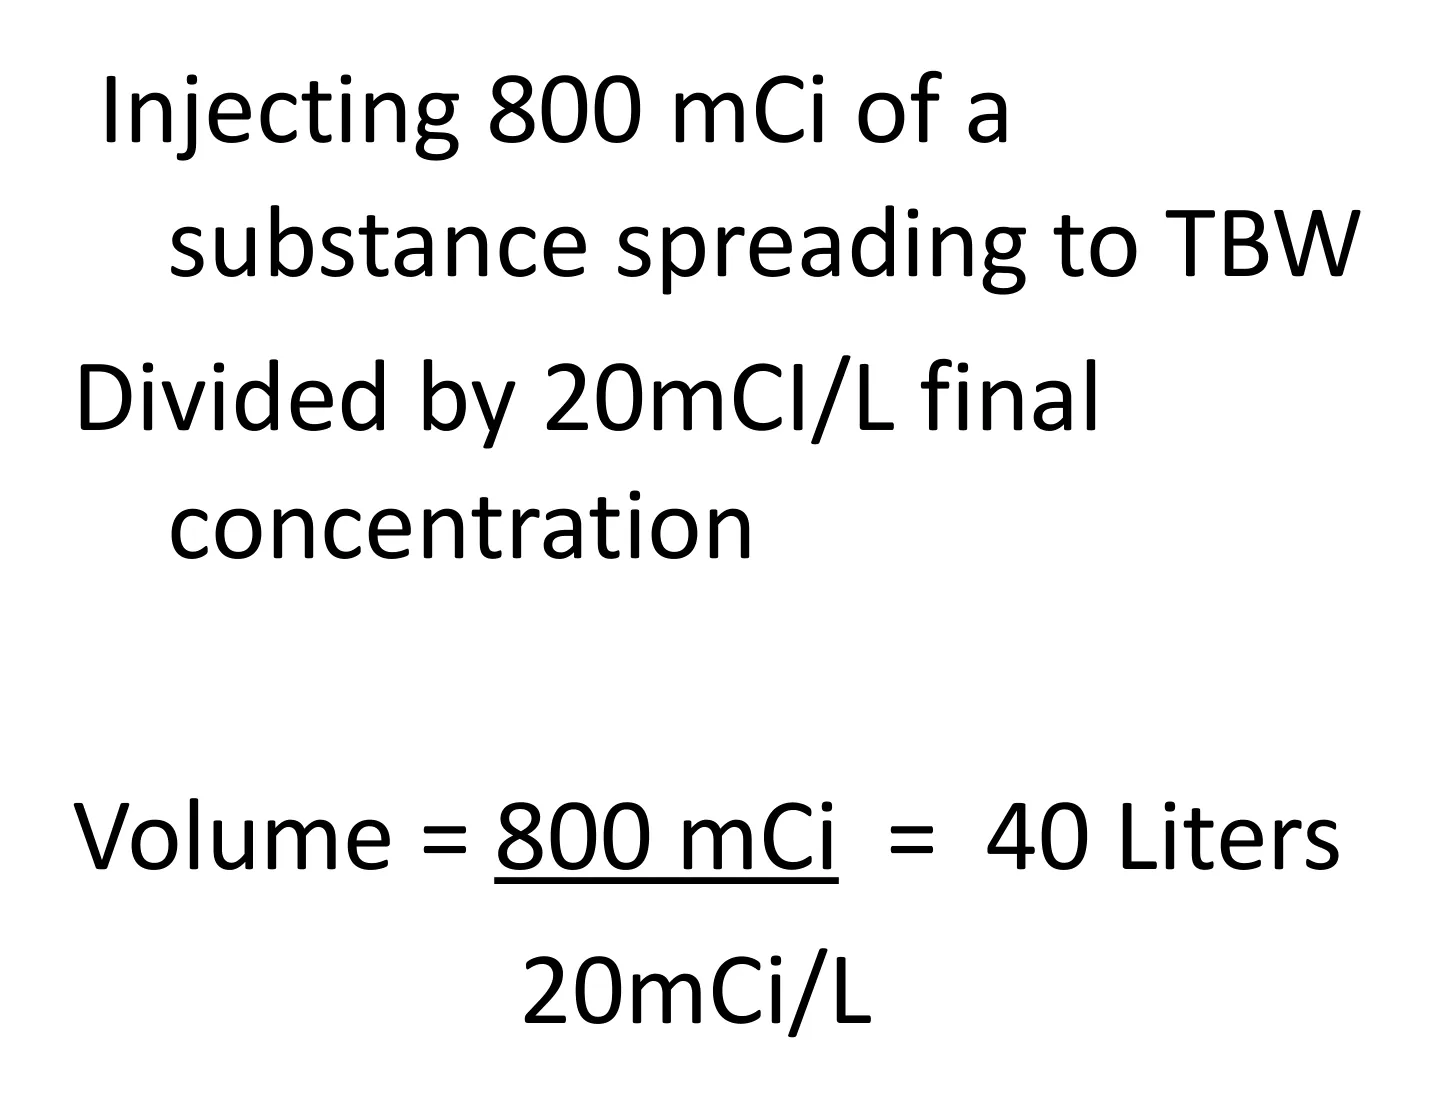 Injecting 800 mCi of a
substance spreading to TBW
Divided by 20mCI/L final
concentration
Volume = 800 mCi = 40 Liters
20mCi/L